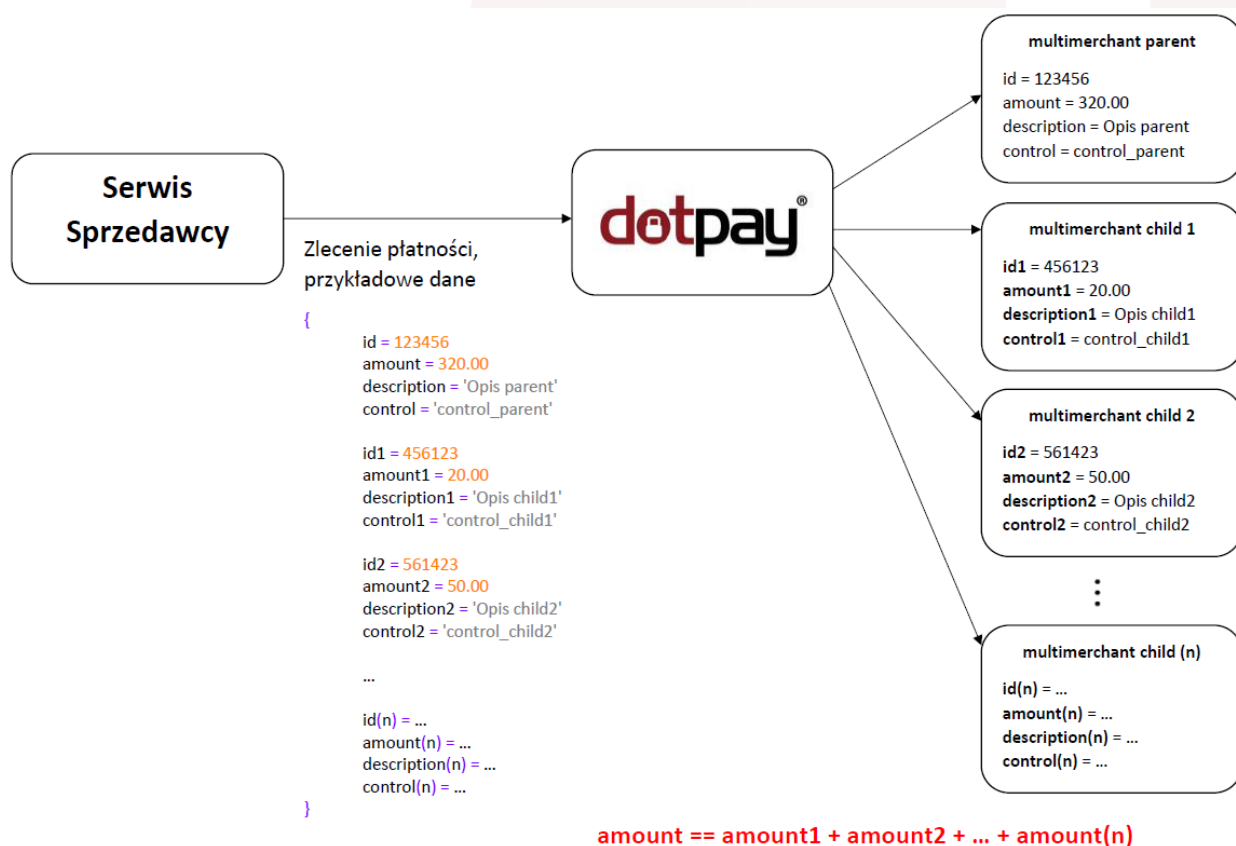 Serwis
Sprzedawcy
Zlecenie płatności,
przykładowe dane
{
id = 123456
amount = 320.00
description = 'Opis parent'
control = 'control_parent'
id1 = 456123
amount1 = 20.00
description1 = 'Opis child1'
control1 = 'control_child1'
id2 = 561423
amount2 = 50.00
description2 = 'Opis child2'
control2 = 'control_child2'
...
id(n) = ...
amount(n) = ...
description(n) = ...
control(n) = ...
}
dotpay®
multimerchant parent
id = 123456
amount = 320.00
description = Opis parent
control = control_parent
multimerchant child 1
id1 = 456123
amount1 = 20.00
description1 = Opis child1
control1 = control_child1
multimerchant child 2
id2 = 561423
amount2 = 50.00
description2 = Opis child2
control2 = control_child2
multimerchant child (n)
id(n) = ...
amount(n) = ...
description(n) = ...
control(n) = ...
amount == amount1 + amount2 + ... + amount(n)